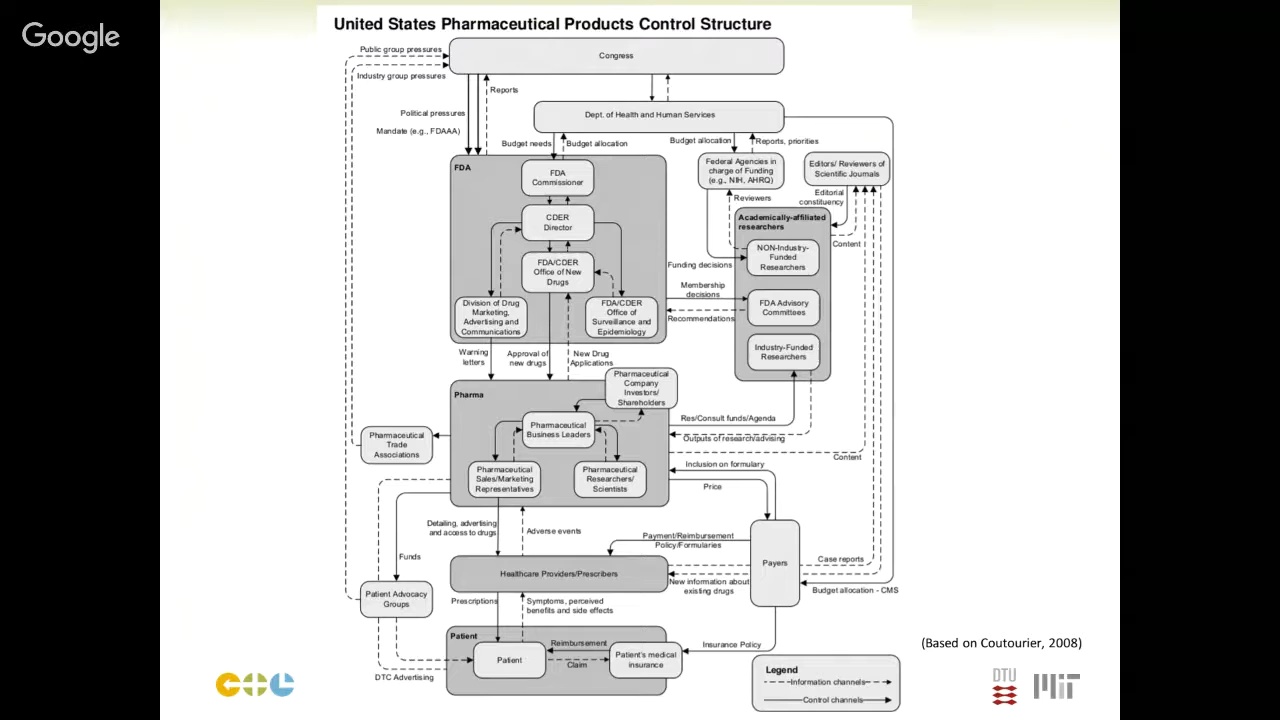 Google
United States Pharmaceutical Products Control Structure
Public group pressures
Congress
Industry group pressures
Reports
Political pressures
Mandate (e.g., FDAAA)
Dept. of Health and Human Services
Budget needs
Budget allocation
Budget allocation
Reports, priorities
FDA
FDA
Commissioner
Federal Agencies in
charge of Funding
(e.g., NIH, AHRQ)
Editors/ Reviewers of
Scientific Journals
Reviewers
Editorial
constituency
CDER
Director
Academically-affiliated
researchers
Content
NON-Industry-
Funded
Researchers
FDA/CDER
Office of New
Drugs
Funding decisions
Membership
decisions
Division of Drug
Marketing,
Advertising and
Communications
FDA/CDER
Office of
Surveillance and
Epidemiology
FDA Advisory
Committees
Recommendations
Industry-Funded
Researchers
Warning
letters
Approval of
new drugs
New Drug
Applications
Pharmaceutical
Company
Investors/
Shareholders
Pharma
Pharmaceutical
Business Leaders
Res/Consult funds/Agenda
Outputs of research/advising
Pharmaceutical
Trade
Associations
Content
Inclusion on formulary
Price
Pharmaceutical
Sales/Marketing
Representatives
Pharmaceutical
Researchers/
Scientists
Detailing, advertising
and access to drugs
Adverse events
Payment/Reimbursement
Policy/Formularies
Funds
Healthcare Providers/Prescribers
Payers
Case reports
New information about
existing drugs
Budget allocation - CMS
Patient Advocacy
Groups
Prescriptions
Symptoms, perceived
benefits and side effects
Patient
Reimbursement
Insurance Policy
Patient
Claim
Patient's medical
insurance
DTC Advertising
(Based on Coutourier, 2008)
Legend
Information channels
Control channels
DTU
MIT